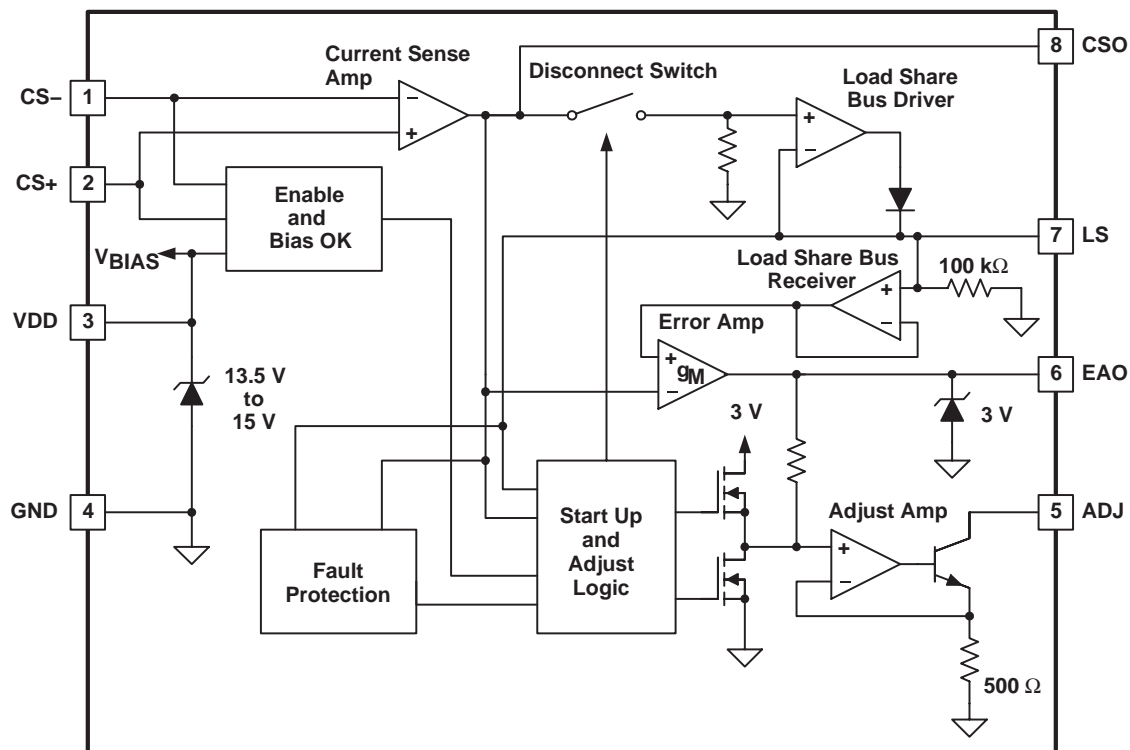 Current Sense
Amp
Disconnect Switch
Load Share
Bus Driver
8 CSO
CS– 1
–
+
+
–
CS+ 2
Enable
and
Bias OK
7 LS
VBIAS
Load Share Bus
Receiver
100 kΩ
+
–
VDD 3
Error Amp
+
gM
–
6 EAO
13.5 V
to
15 V
3 V
3 V
GND 4
Start Up
and
Adjust
Logic
Adjust Amp
5 ADJ
+
–
Fault
Protection
500 Ω